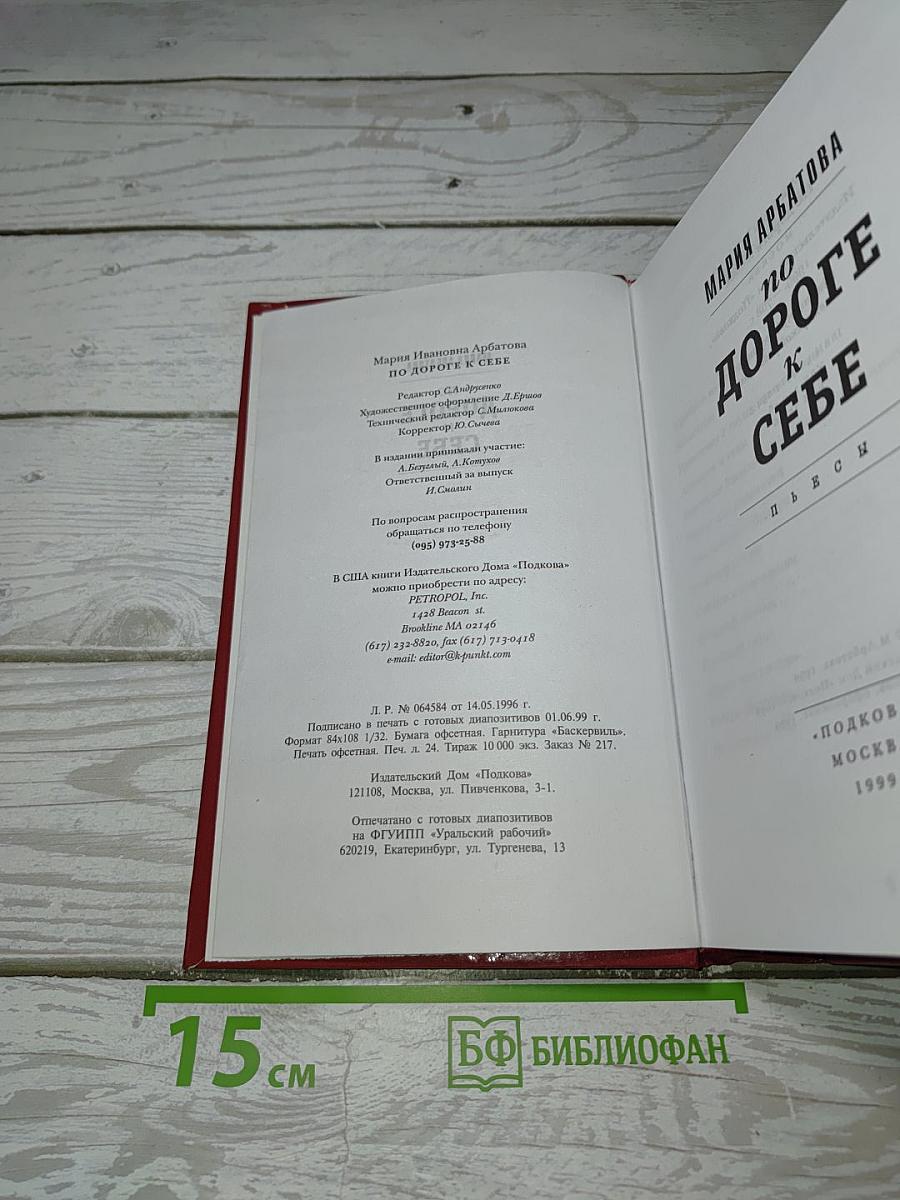 Мария Ивановна Арбатова
ПО ДОРОГЕ К СЕБЕ
Редактор С.Андрусенко
Художественное оформление Д.Ершов
Технический редактор С.Милюкова
Корректор Ю.Сычева
В издании принимали участие:
А.Безуглый, А.Котухов
Ответственный за выпуск
И.Смолин
По вопросам распространения
обращаться по телефону
(095) 973-25-88
В США книги Издательского Дома «Подкова»
можно приобрести по адресу:
PETROPOL, Inc.
1428 Beacon st.
Brookline MA 02146
(617) 232-8820, fax (617) 713-0418
e-mail: editor@k-punkt.com
Л. Р. № 064584 от 14.05.1996 г.
Подписано в печать с готовых диапозитивов 01.06.99 г.
Формат 84х108 1/32. Бумага офсетная. Гарнитура «Баскервиль».
Печать офсетная. Печ. л. 24. Тираж 10 000 экз. Заказ № 217.
Издательский Дом «Подкова»
121108, Москва, ул. Пивченкова, 3-1.
Отпечатано с готовых диапозитивов
на ФГУИПП «Уральский рабочий»
620219, Екатеринбург, ул. Тургенева, 13
МАРИЯ АРБАТОВА
по
ДОРОГЕ
к
СЕБЕ
ПЬЕСЫ
«ПОДКОВ
МОСКВ
1999
15 см
БФ БИБЛИОФАН